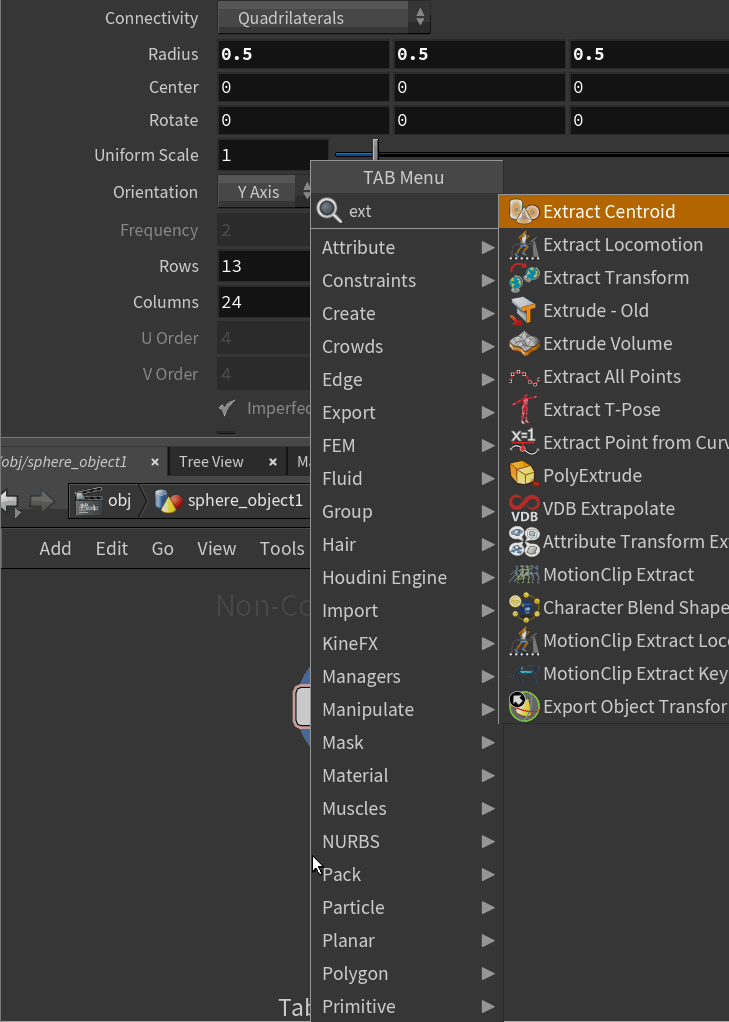 Connectivity Quadrilaterals
Radius 0.5 0.5 0.5
Center 0 0 0
Rotate 0 0 0
Uniform Scale 1
Orientation Y Axis
Frequency 2
Rows 13
Columns 24
U Order 4
V Order 4
Imperfec
TAB Menu
ext
Attribute
Constraints
Create
Crowds
Edge
Export
FEM
Fluid
Group
Hair
Houdini Engine
Import
KineFX
Managers
Manipulate
Mask
Material
Muscles
NURBS
Pack
Particle
Planar
Polygon
Primitive
Extract Centroid
Extract Locomotion
Extract Transform
Extrude - Old
Extrude Volume
Extract All Points
Extract T-Pose
x=1 Extract Point from Curv
PolyExtrude
VDB VDB Extrapolate
Attribute Transform Ex
MotionClip Extract
Character Blend Shape
MotionClip Extract Loc
MotionClip Extract Key
Export Object Transfor
/obj/sphere_object1 × Tree View × Ma
obj sphere_object1
Add Edit Go View Tools
Non-Co
Tab